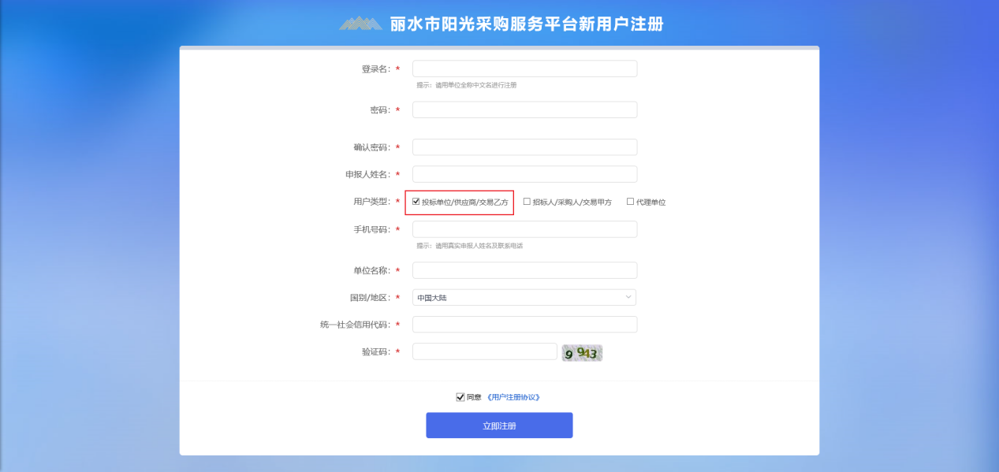 丽水市阳光采购服务平台新用户注册
登录名：*
提示：请用单位全称中文名进行注册
密码：*
确认密码：*
申报人姓名：*
用户类型：* 投标单位/供应商/交易乙方 招标人/采购人/交易甲方 代理单位
手机号码：*
提示：请用真实申报人姓名及联系电话
单位名称：*
国别/地区：* 中国大陆
统一社会信用代码：*
验证码：* 9943
同意 《用户注册协议》
立即注册